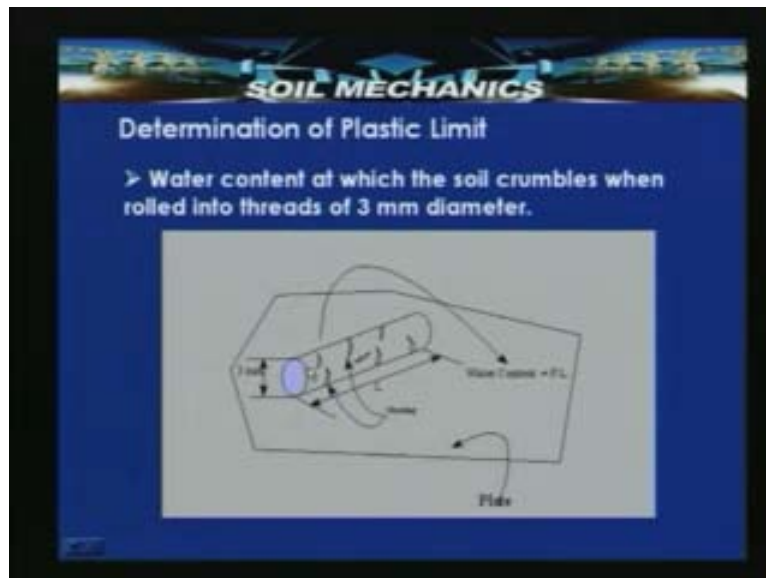 SOIL MECHANICS
Determination of Plastic Limit
➢ Water content at which the soil crumbles when
rolled into threads of 3 mm diameter.
3 mm
L
Water Content = P.L
Plate